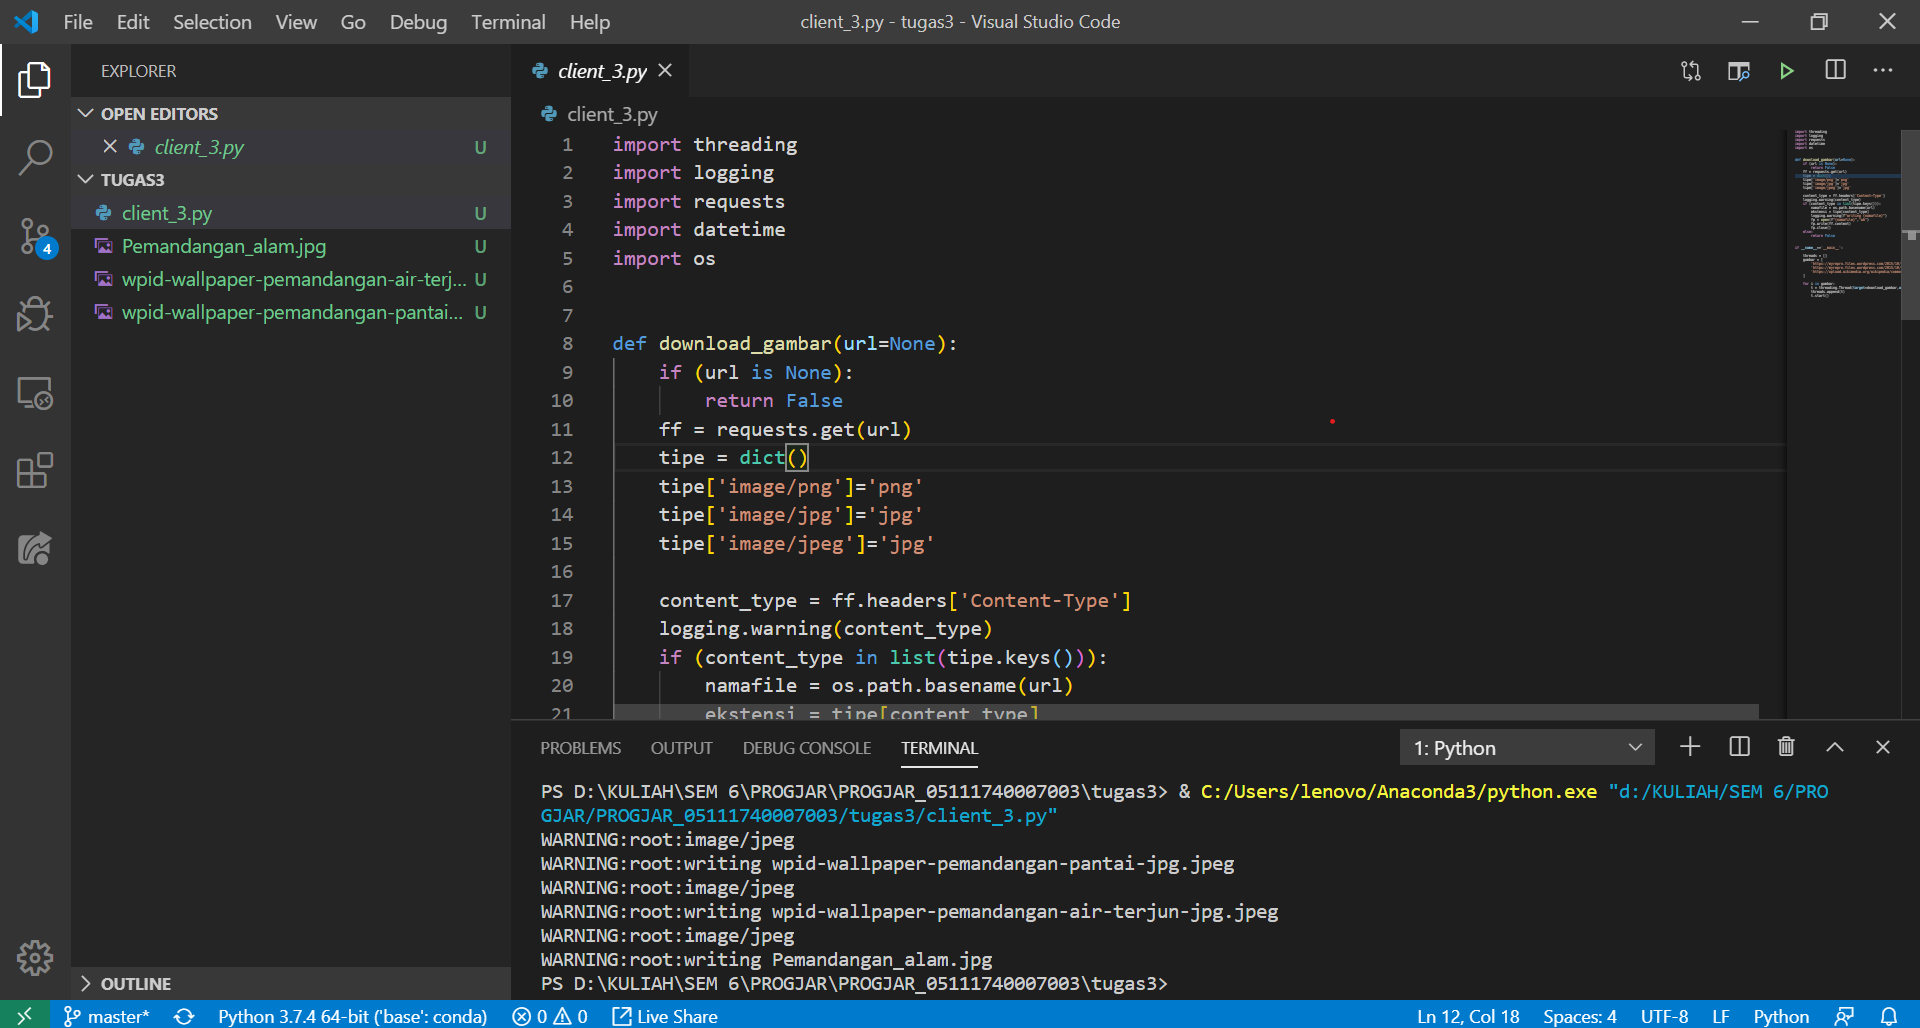 File Edit Selection View Go Debug Terminal Help
client_3.py - tugas3 - Visual Studio Code
EXPLORER
OPEN EDITORS
client_3.py U
TUGAS3
client_3.py U
Pemandangan_alam.jpg U
wpid-wallpaper-pemandangan-air-terj... U
wpid-wallpaper-pemandangan-pantai... U
OUTLINE
4
client_3.py
client_3.py
1 import threading
2 import logging
3 import requests
4 import datetime
5 import os
6
7
8 def download_gambar(url=None):
9 if (url is None):
10 return False
11 ff = requests.get(url)
12 tipe = dict()
13 tipe['image/png']='png'
14 tipe['image/jpg']='jpg'
15 tipe['image/jpeg']='jpg'
16
17 content_type = ff.headers['Content-Type']
18 logging.warning(content_type)
19 if (content_type in list(tipe.keys())):
20 namafile = os.path.basename(url)
21 ekstensi = tipe[content_type]
PROBLEMS OUTPUT DEBUG CONSOLE TERMINAL
1: Python
PS D:\KULIAH\SEM 6\PROGJAR\PROGJAR_05111740007003\tugas3> & C:/Users/lenovo/Anaconda3/python.exe "d:/KULIAH/SEM 6/PRO
GJAR/PROGJAR_05111740007003/tugas3/client_3.py"
WARNING:root:image/jpeg
WARNING:root:writing wpid-wallpaper-pemandangan-pantai-jpg.jpeg
WARNING:root:image/jpeg
WARNING:root:writing wpid-wallpaper-pemandangan-air-terjun-jpg.jpeg
WARNING:root:image/jpeg
WARNING:root:writing Pemandangan_alam.jpg
PS D:\KULIAH\SEM 6\PROGJAR\PROGJAR_05111740007003\tugas3>
master* Python 3.7.4 64-bit ('base': conda) 0 0 Live Share Ln 12, Col 18 Spaces: 4 UTF-8 LF Python